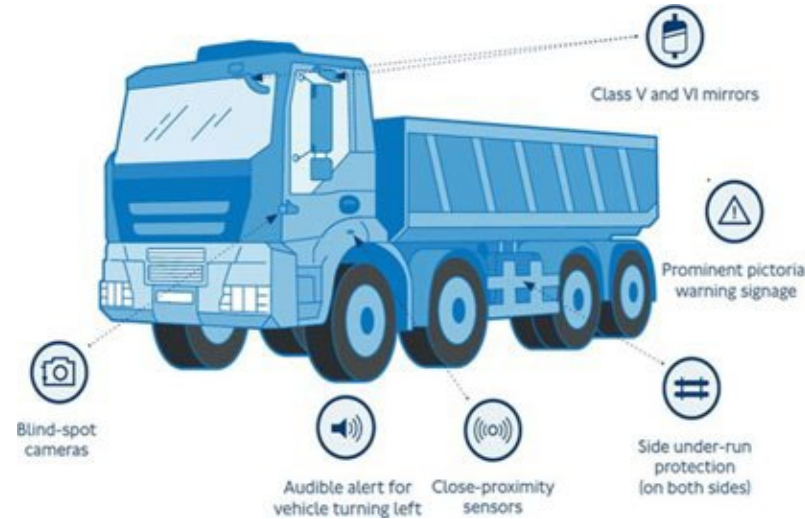 Class V and VI mirrors
Prominent pictoria
warning signage
Blind-spot
cameras
Audible alert for
vehicle turning left
Close-proximity
sensors
Side under-run
protection
(on both sides)